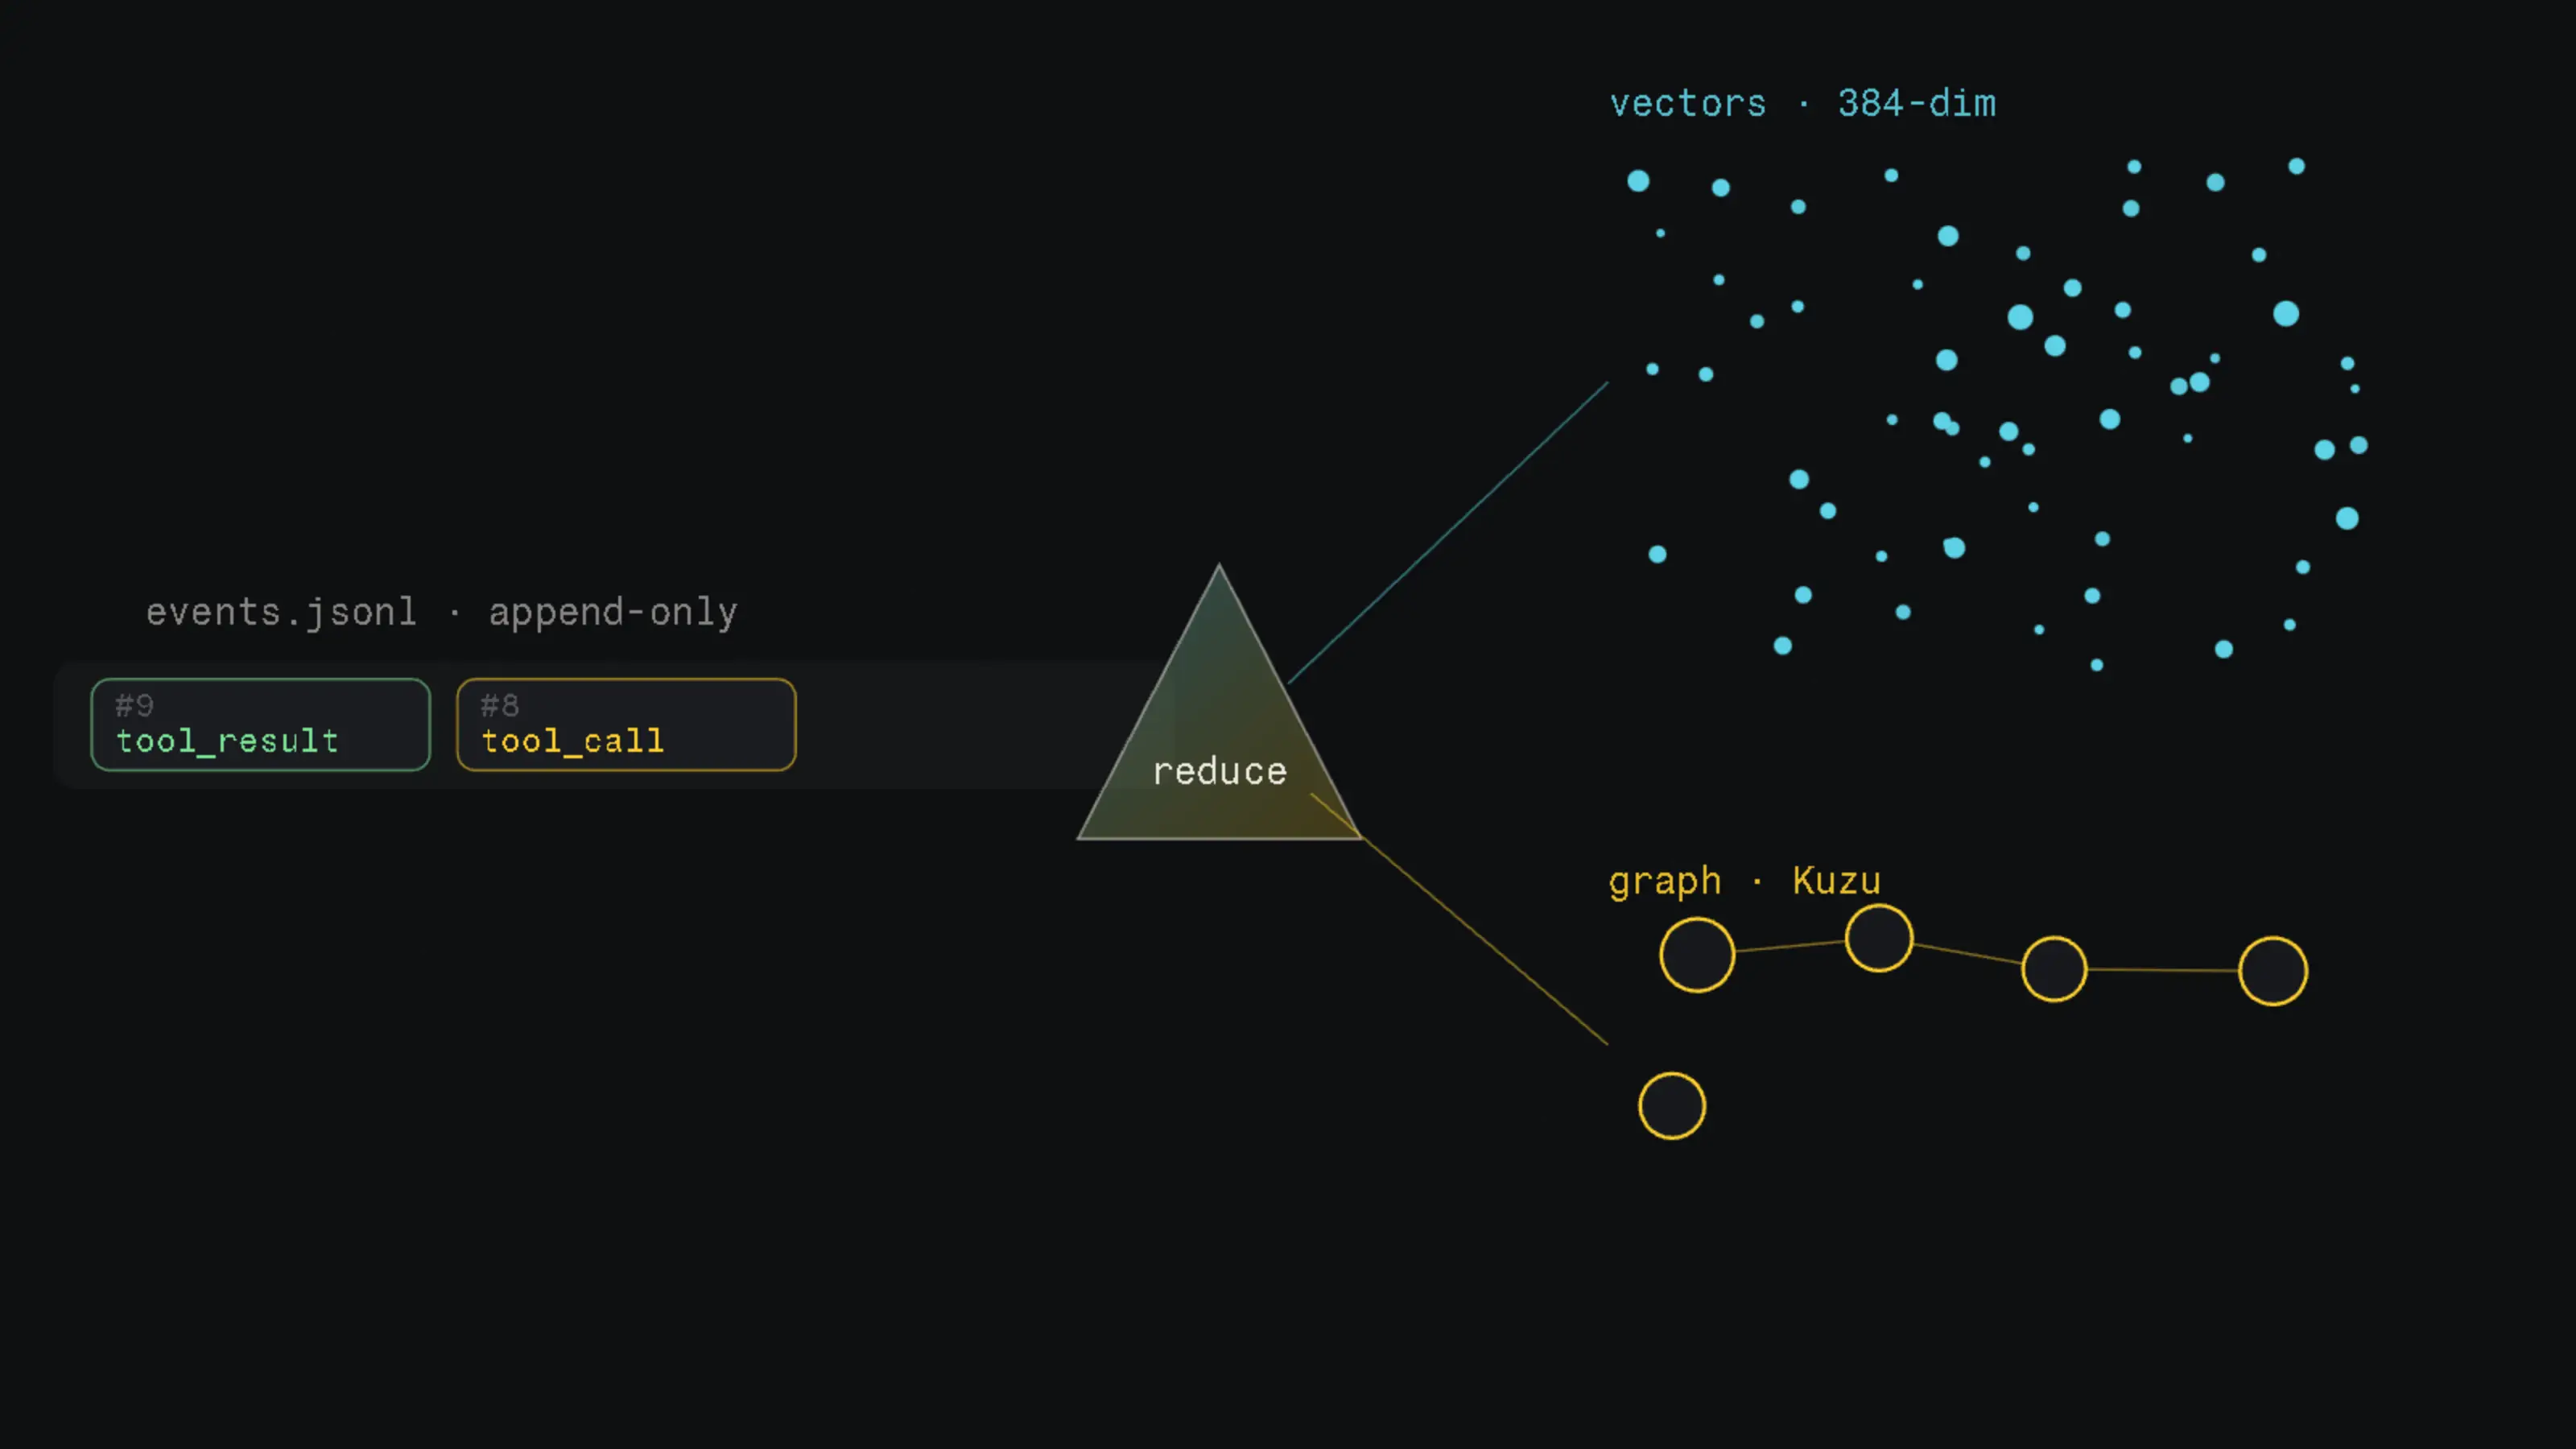 vectors · 384-dim
events.jsonl · append-only
#9
tool_result
#8
tool_call
reduce
graph · Kuzu